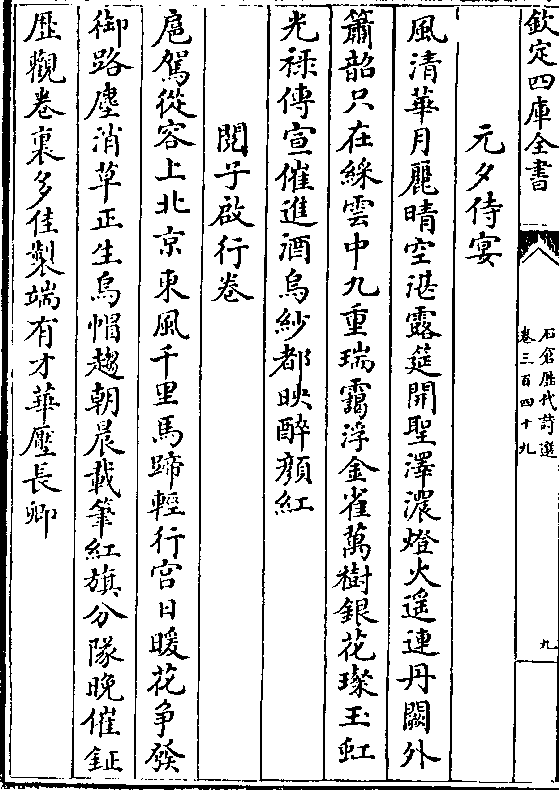 欽定四庫全書
石倉歷代詩選
卷三百四十九
九
元夕侍宴
風清華月麗晴空湛露筵開聖澤濃燈火遥連丹闕外
簫韶只在綵雲中九重瑞靄浮金雀萬樹銀花璨玉虹
光禄傳宣催進酒烏紗都映醉顔紅
閱子啟行卷
扈駕從容上北京東風千里馬蹄輕行宫日暖花争發
御路塵消草正生烏帽趨朝晨載筆紅旗分隊晚催鉦
歴觀卷裏多佳製端有才華壓長卿